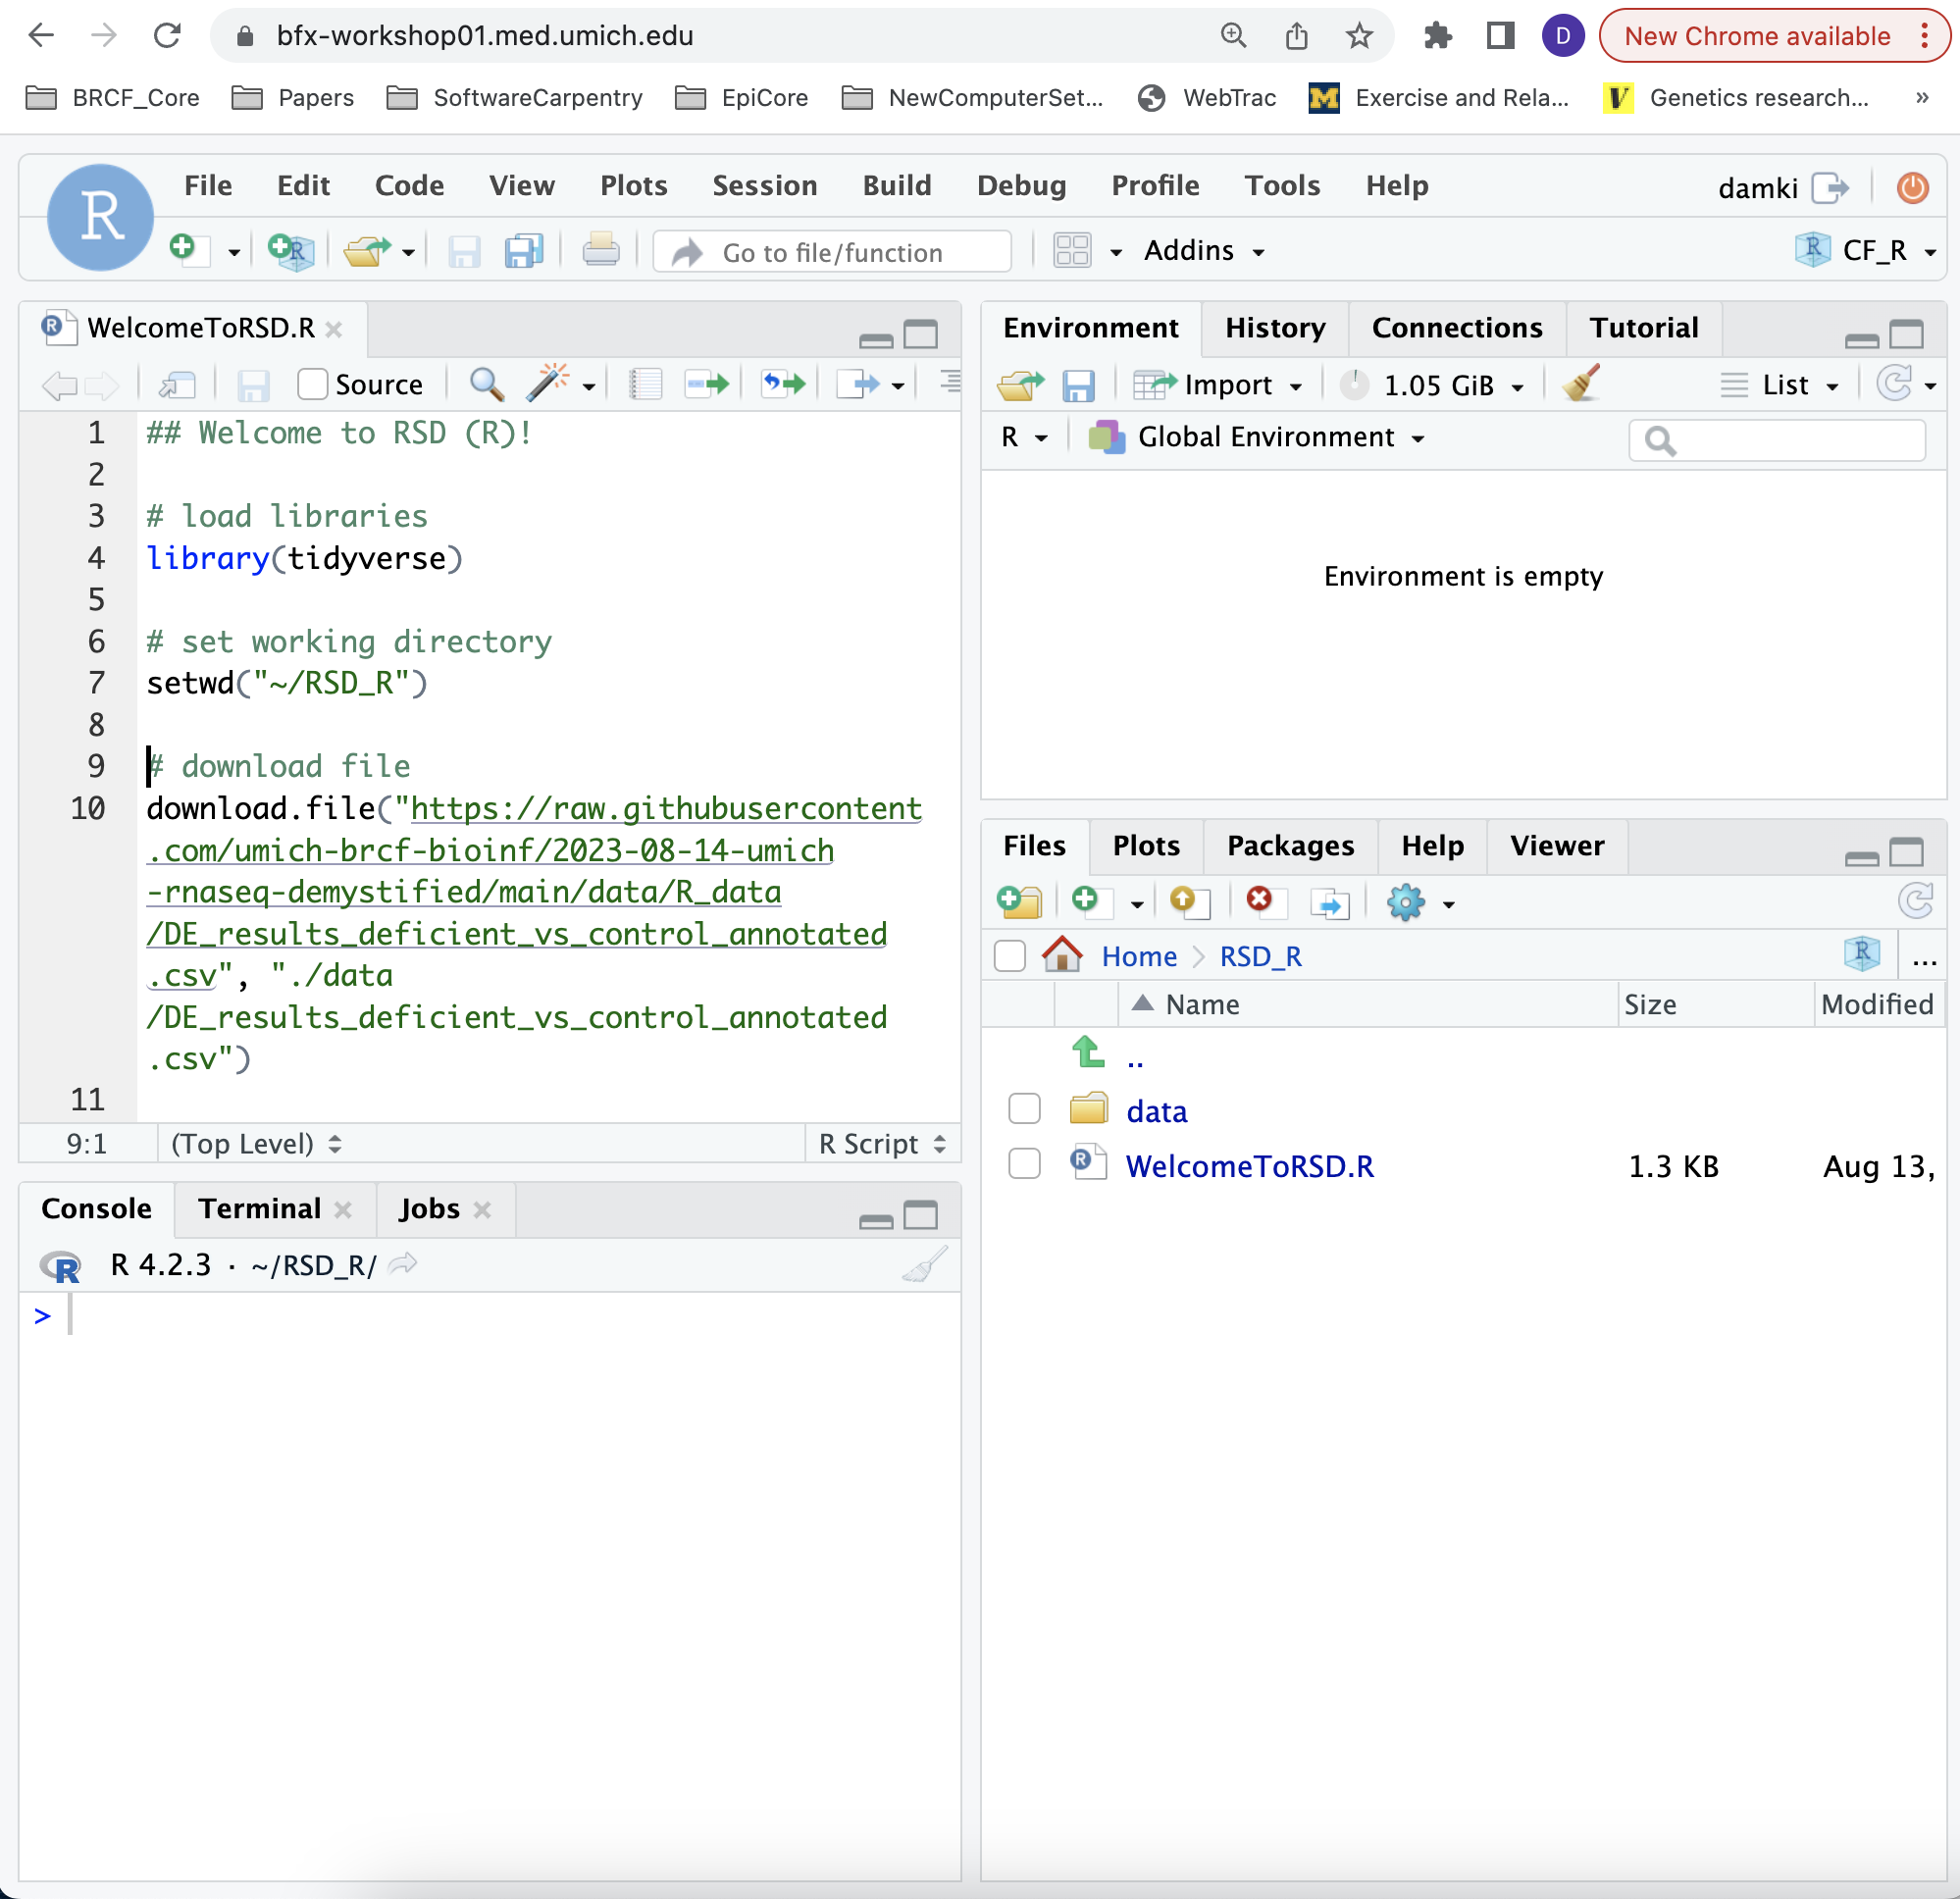 bfx-workshop01.med.umich.edu
D
New Chrome available
BRCF_Core
Papers
SoftwareCarpentry
EpiCore
NewComputerSet...
WebTrac
M
Exercise and Rela...
V
Genetics research...
»
R
File Edit Code View Plots Session Build Debug Profile Tools Help
damki
Go to file/function
Addins
R CF_R
R WelcomeToRSD.R
Source
1 ## Welcome to RSD (R)!
2
3 # load libraries
4 library(tidyverse)
5
6 # set working directory
7 setwd("~/RSD_R")
8
9 # download file
10 download.file("https://raw.githubusercontent
.com/umich-brcf-bioinf/2023-08-14-umich
-rnaseq-demystified/main/data/R_data
/DE_results_deficient_vs_control_annotated
.csv", "./data
/DE_results_deficient_vs_control_annotated
.csv")
11
9:1 (Top Level) R Script
Console Terminal Jobs
R R 4.2.3 · ~/RSD_R/
>
Environment History Connections Tutorial
Import 1.05 GiB List
R Global Environment
Environment is empty
Files Plots Packages Help Viewer
Home RSD_R R ...
Name Size Modified
..
data
R WelcomeToRSD.R 1.3 KB Aug 13,